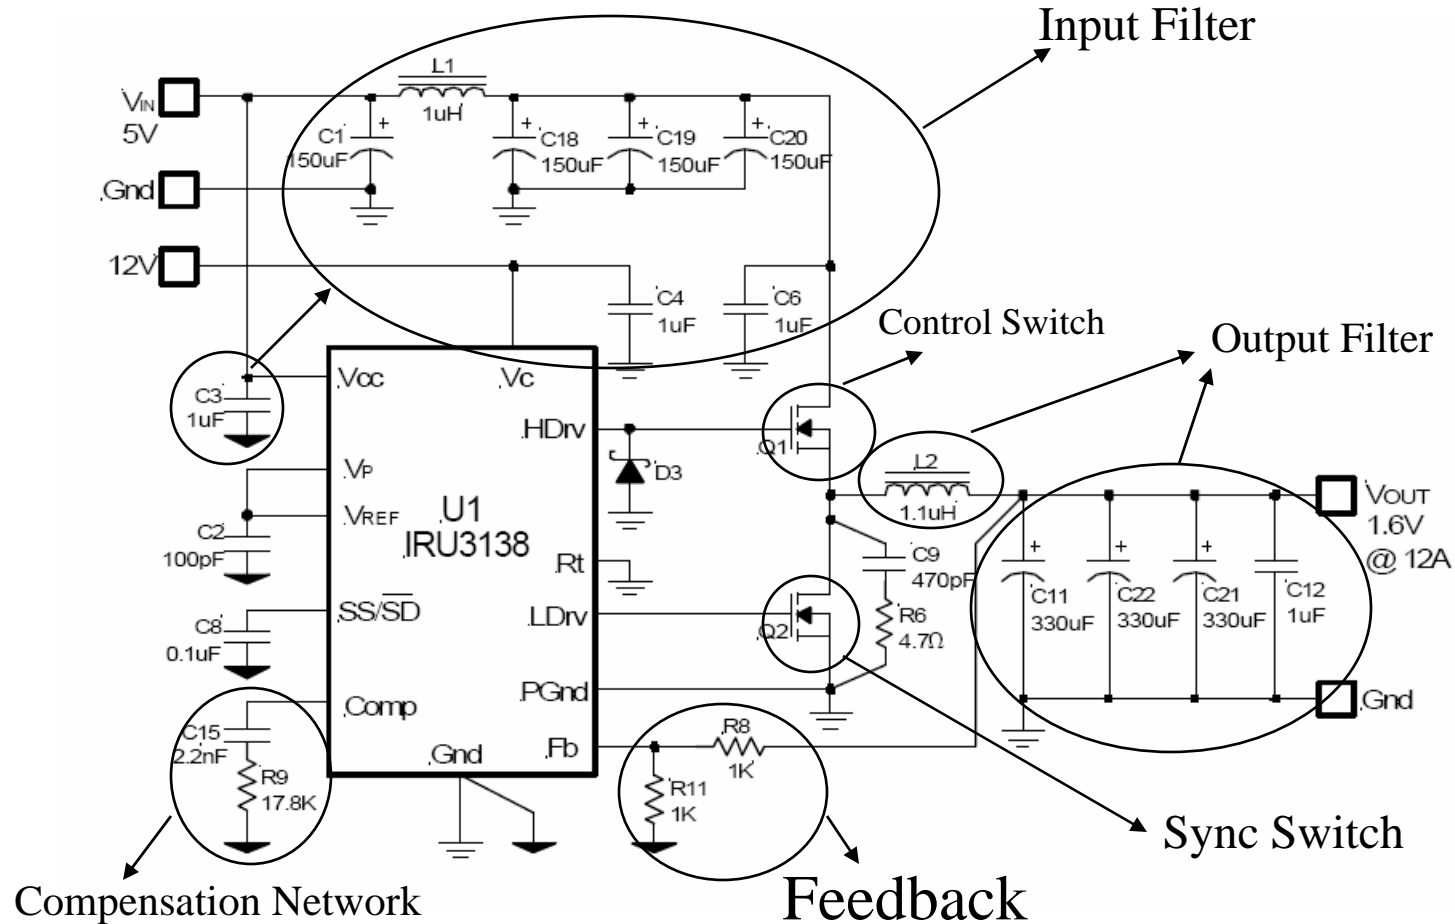 Input Filter
L1
1uH
VIN
5V
C1
150uF
C18
150uF
C19
150uF
C20
150uF
Gnd
12V
C4
1uF
C6
1uF
Control Switch
Output Filter
C3
1uF
Vcc
Vc
HDrv
Q1
D3
L2
1.1uH
VP
VREF
U1
IRU3138
C2
100pF
Rt
C9
470pF
VOUT
1.6V
@ 12A
SS/SD
C8
0.1uF
LDrv
Q2
R6
4.7Ω
C11
330uF
C22
330uF
C21
330uF
C12
1uF
PGnd
Gnd
Comp
C15
2.2nF
R9
17.8K
Gnd
Fb
R8
1K
R11
1K
Sync Switch
Compensation Network
Feedback